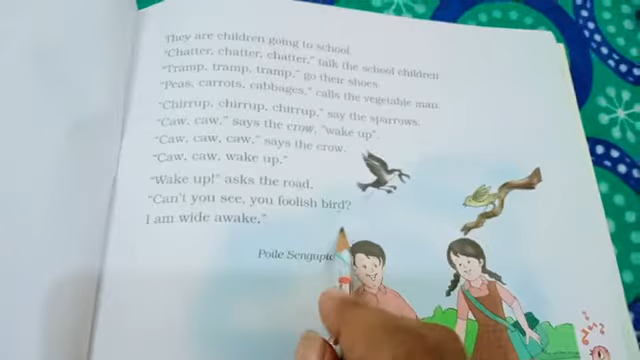 They are children going to school.
"Chatter, chatter, chatter," talk the school children
"Tramp, tramp, tramp," go their shoes.
"Peas, carrots, cabbages," calls the vegetable man.
"Chirrup, chirrup, chirrup," say the sparrows.
"Caw, caw," says the crow, "wake up".
"Caw, caw, caw," says the crow.
"Caw, caw, wake up."
"Wake up!" asks the road.
"Can't you see, you foolish bird?
I am wide awake."
Poile Sengupta